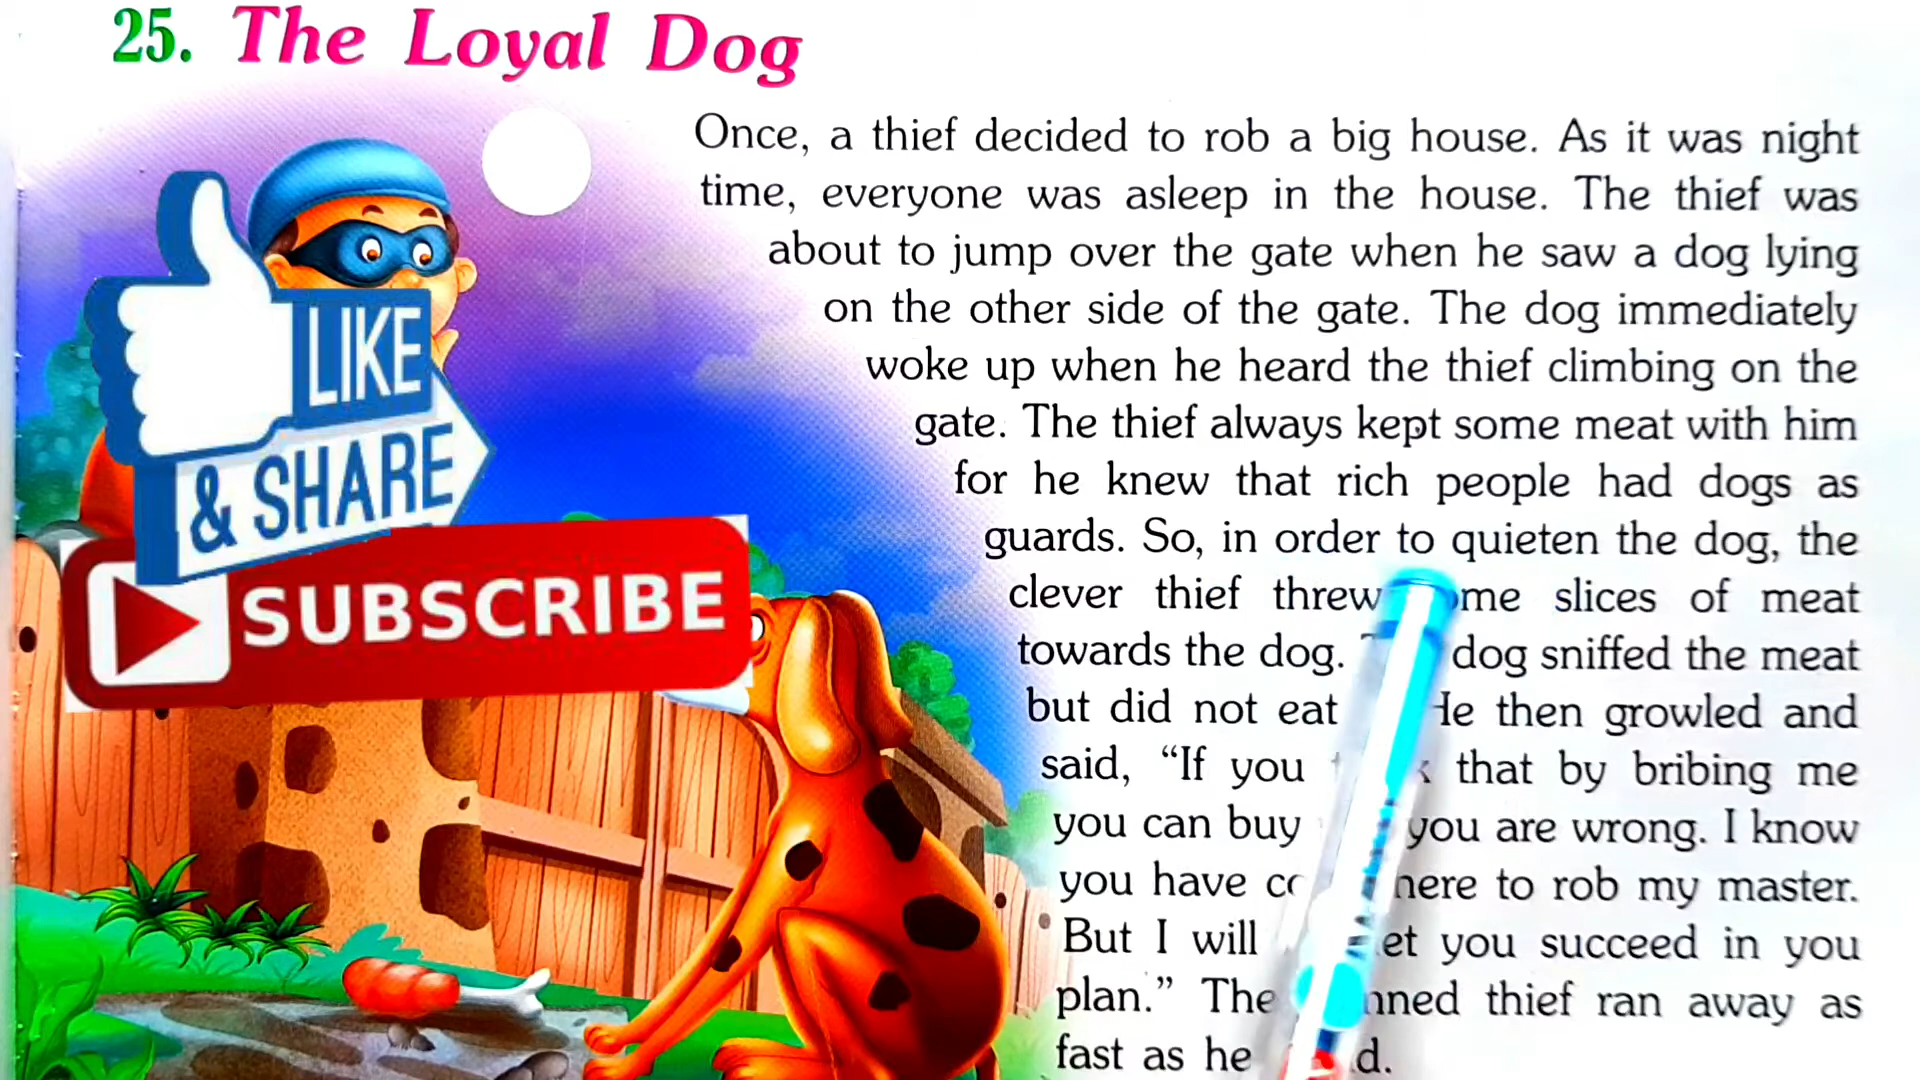 25. The Loyal Dog
Once, a thief decided to rob a big house. As it was night
time, everyone was asleep in the house. The thief was
about to jump over the gate when he saw a dog lying
on the other side of the gate. The dog immediately
woke up when he heard the thief climbing on the
gate. The thief always kept some meat with him
for he knew that rich people had dogs as
guards. So, in order to quieten the dog, the
clever thief threw slices of meat
towards the dog. dog sniffed the meat
but did not eat then growled and
said, “If you that by bribing me
you can buy you are wrong. I know
you have here to rob my master.
But I will you succeed in you
plan.” The thief ran away as
fast as he
LIKE
& SHARE
SUBSCRIBE